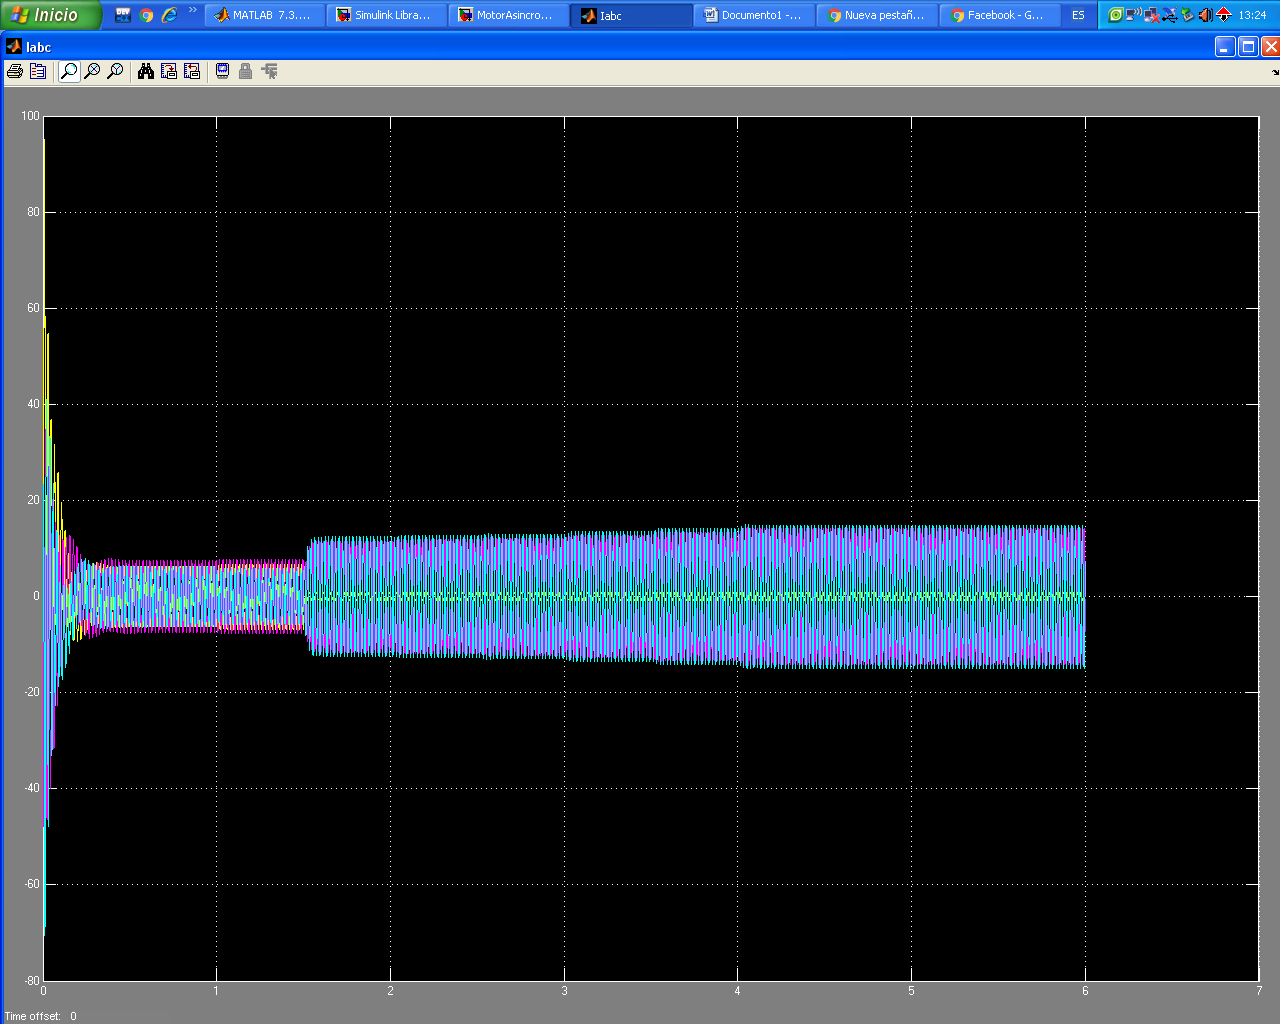 Inicio
MATLAB 7.3....
Simulink Libra...
MotorAsincro...
Iabc
Documento1 -...
Nueva pestañ...
Facebook - G...
ES
13:24
Iabc
100
80
60
40
20
0
-20
-40
-60
-80
0 1 2 3 4 5 6 7
Time offset: 0